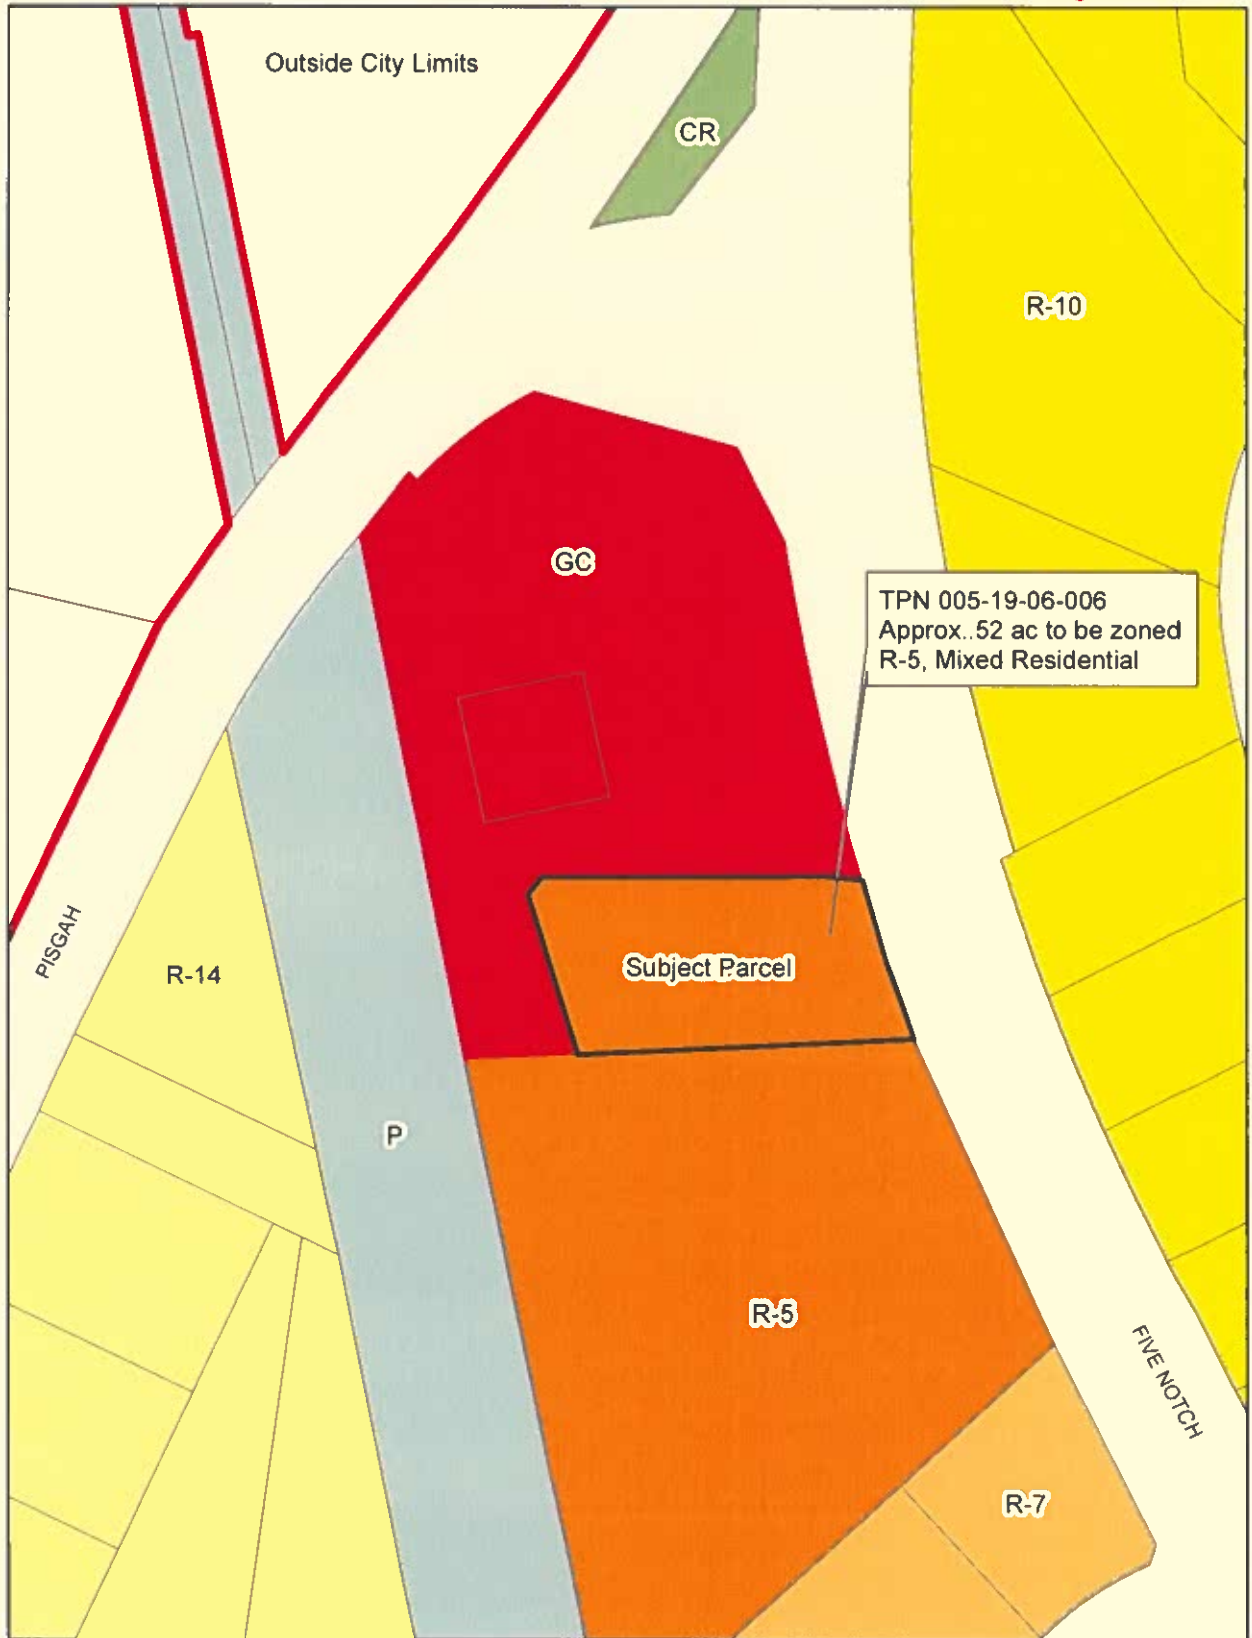 Outside City Limits
CR
R-10
GC
TPN 005-19-06-006
Approx..52 ac to be zoned
R-5, Mixed Residential
PISGAH
R-14
Subject Parcel
P
R-5
FIVE NOTCH
R-7